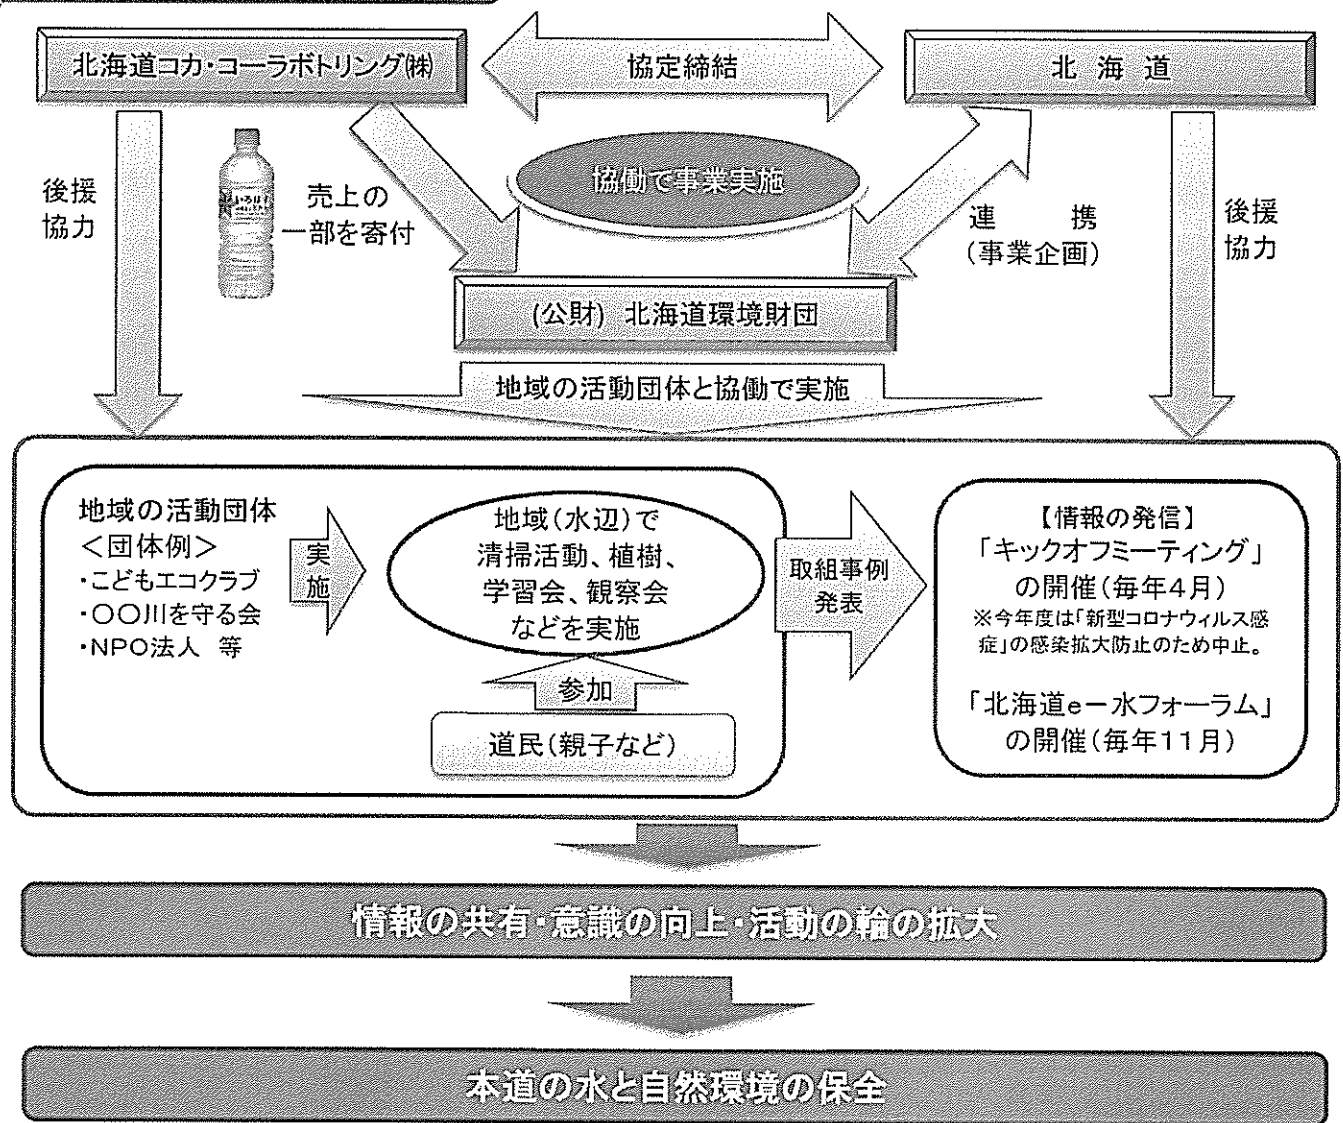 北海道コカ・コーラボトリング㈱
協定締結
北 海 道
後援
協力
売上の
一部を寄付
協働で事業実施
連 携
(事業企画)
後援
協力
(公財) 北海道環境財団
地域の活動団体と協働で実施
地域の活動団体
＜団体例＞
・こどもエコクラブ
・〇〇川を守る会
・NPO法人 等
実施
地域(水辺)で
清掃活動、植樹、
学習会、観察会
などを実施
参加
道民(親子など)
取組事例
発表
【情報の発信】
「キックオフミーティング」
の開催(毎年4月)
※今年度は「新型コロナウィルス感
症」の感染拡大防止のため中止。
「北海道e－水フォーラム」
の開催(毎年11月)
情報の共有・意識の向上・活動の輪の拡大
本道の水と自然環境の保全